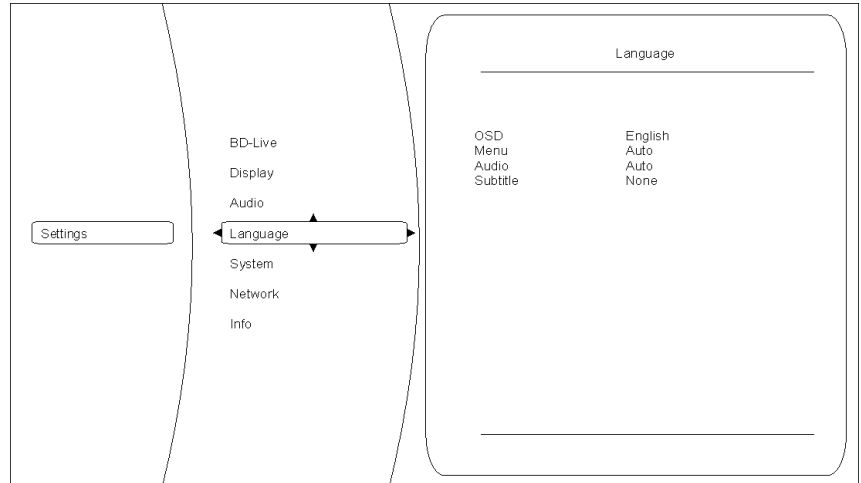 Settings
BD-Live
Display
Audio
Language
System
Network
Info
Language
OSD English
Menu Auto
Audio Auto
Subtitle None